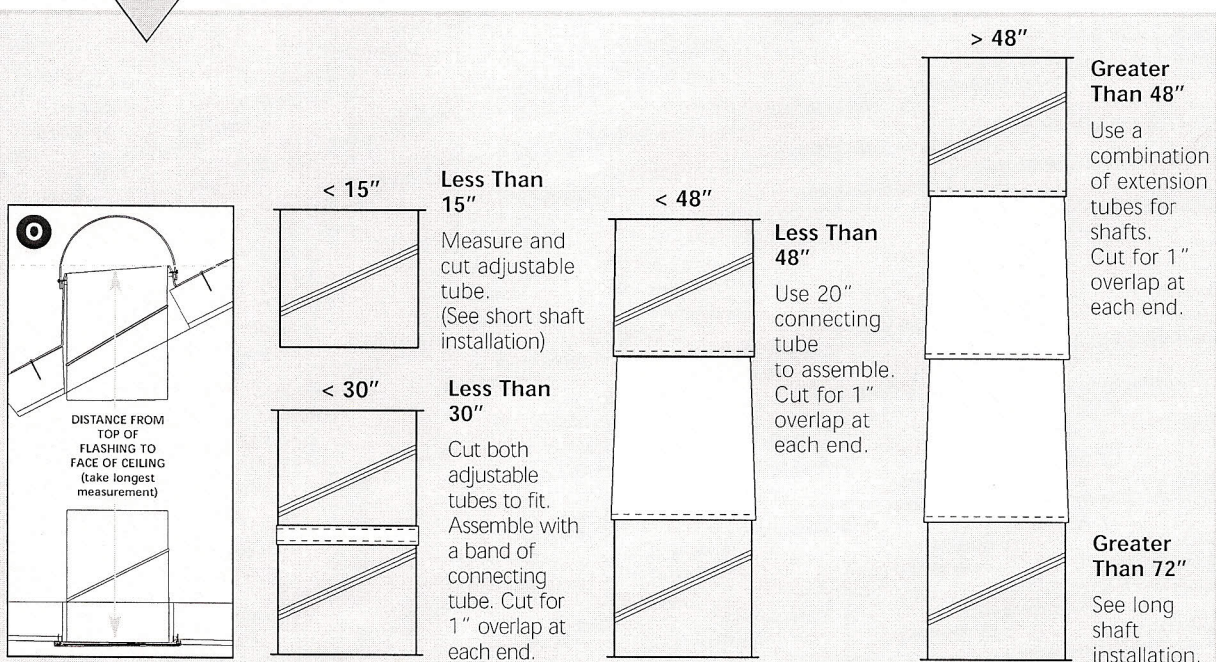 O
DISTANCE FROM
TOP OF
FLASHING TO
FACE OF CEILING
(take longest
measurement)
< 15"
Less Than
15"
Measure and
cut adjustable
tube.
(See short shaft
installation)
< 30"
Less Than
30"
Cut both
adjustable
tubes to fit.
Assemble with
a band of
connecting
tube. Cut for
1" overlap at
each end.
< 48"
Less Than
48"
Use 20"
connecting
tube
to assemble.
Cut for 1"
overlap at
each end.
> 48"
Greater
Than 48"
Use a
combination
of extension
tubes for
shafts.
Cut for 1"
overlap at
each end.
Greater
Than 72"
See long
shaft
installation.